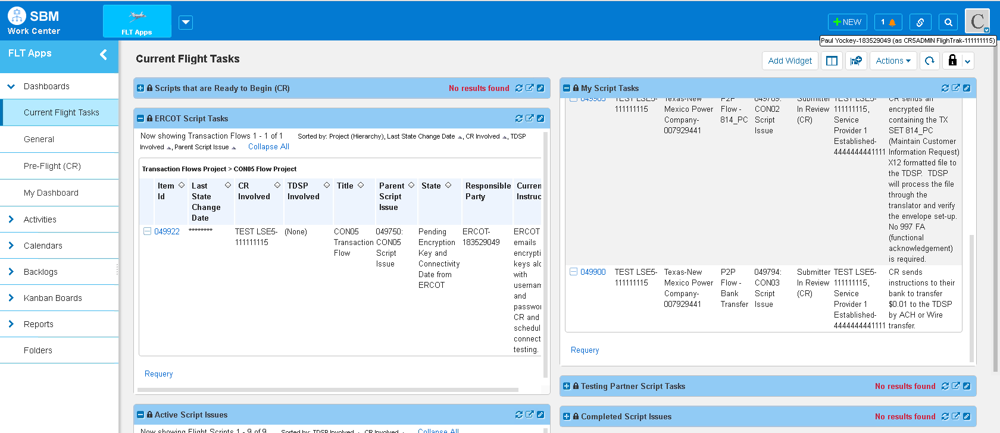 SBM
Work Center
FLT Apps
NEW
1
C
Paul Yockey-183529049 (as CR5ADMIN FlighTrak-111111115)
FLT Apps
Dashboards
Current Flight Tasks
General
Pre-Flight (CR)
My Dashboard
Activities
Calendars
Backlogs
Kanban Boards
Reports
Folders
Current Flight Tasks
Add Widget
Actions
Scripts that are Ready to Begin (CR)
No results found
ERCOT Script Tasks
Now showing Transaction Flows 1 - 1 of 1 Sorted by: Project (Hierarchy), Last State Change Date , CR Involved , TDSP
Involved , Parent Script Issue Collapse All
Transaction Flows Project > CON05 Flow Project
Item Last CR TDSP Title Parent State Responsible Curren
Id State Involved Involved Script Party Instruc
Change Issue
Date
049922 ******** TEST LSE5- (None) CON05 049750: Pending ERCOT- ERCOT
111111115 Transaction CON05 Encryption 183529049 emails
Flow Script Key and encrypti
Issue Connectivity keys alo
Date from with
ERCOT usernam
and
passwor
CR and
schedul
connect
testing.
Requery
Active Script Issues
Now showing Flight Scripts 1 - 9 of 9 Sorted by: TDSP Involved , CR Involved Collapse All
My Script Tasks
049905 TEST LSE5- Texas-New P2P 049789: Submitter TEST LSE5- CR sends an
111111115 Mexico Power Flow - CON02 In Review 111111115, encrypted file
Company- 814_PC Script (CR) Service containing the TX
007929441 Issue Provider 1 SET 814_PC
Established- (Maintain Customer
4444444441111 Information Request)
X12 formatted file to
the TDSP. TDSP
will process the file
through the
translator and verify
the envelope set-up.
No 997 FA
(functional
acknowledgement)
is required.
049900 TEST LSE5- Texas-New P2P 049794: Submitter TEST LSE5- CR sends
111111115 Mexico Power Flow - CON03 In Review 111111115, instructions to their
Company- Bank Script (CR) Service bank to transfer
007929441 Transfer Issue Provider 1 $0.01 to the TDSP
Established- by ACH or Wire
4444444441111 transfer.
Requery
Testing Partner Script Tasks
No results found
Completed Script Issues
No results found